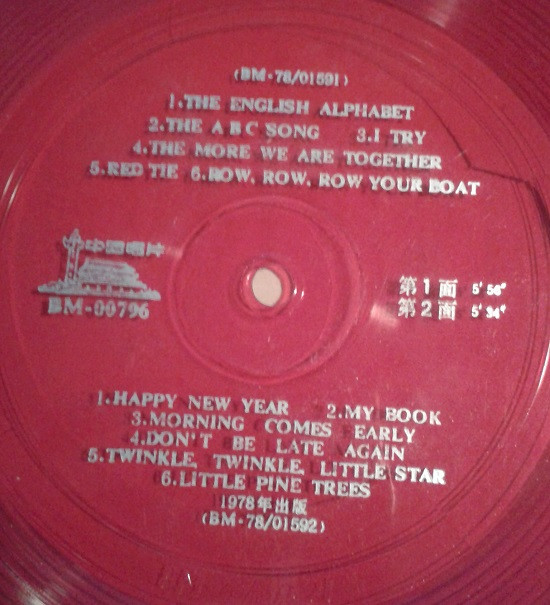 (BM-78/01591)
1.THE ENGLISH ALPHABET
2.THE A B C SONG 3.I TRY
4.THE MORE WE ARE TOGETHER
5.RED TIE 6.ROW, ROW, ROW YOUR BOAT
中国唱片
BM-00796
第1面 5′56″
第2面 5′34″
1.HAPPY NEW YEAR 2.MY BOOK
3.MORNING COMES EARLY
4.DON'T BE LATE AGAIN
5.TWINKLE, TWINKLE, LITTLE STAR
6.LITTLE PINE TREES
1978年出版
(BM-78/01592)